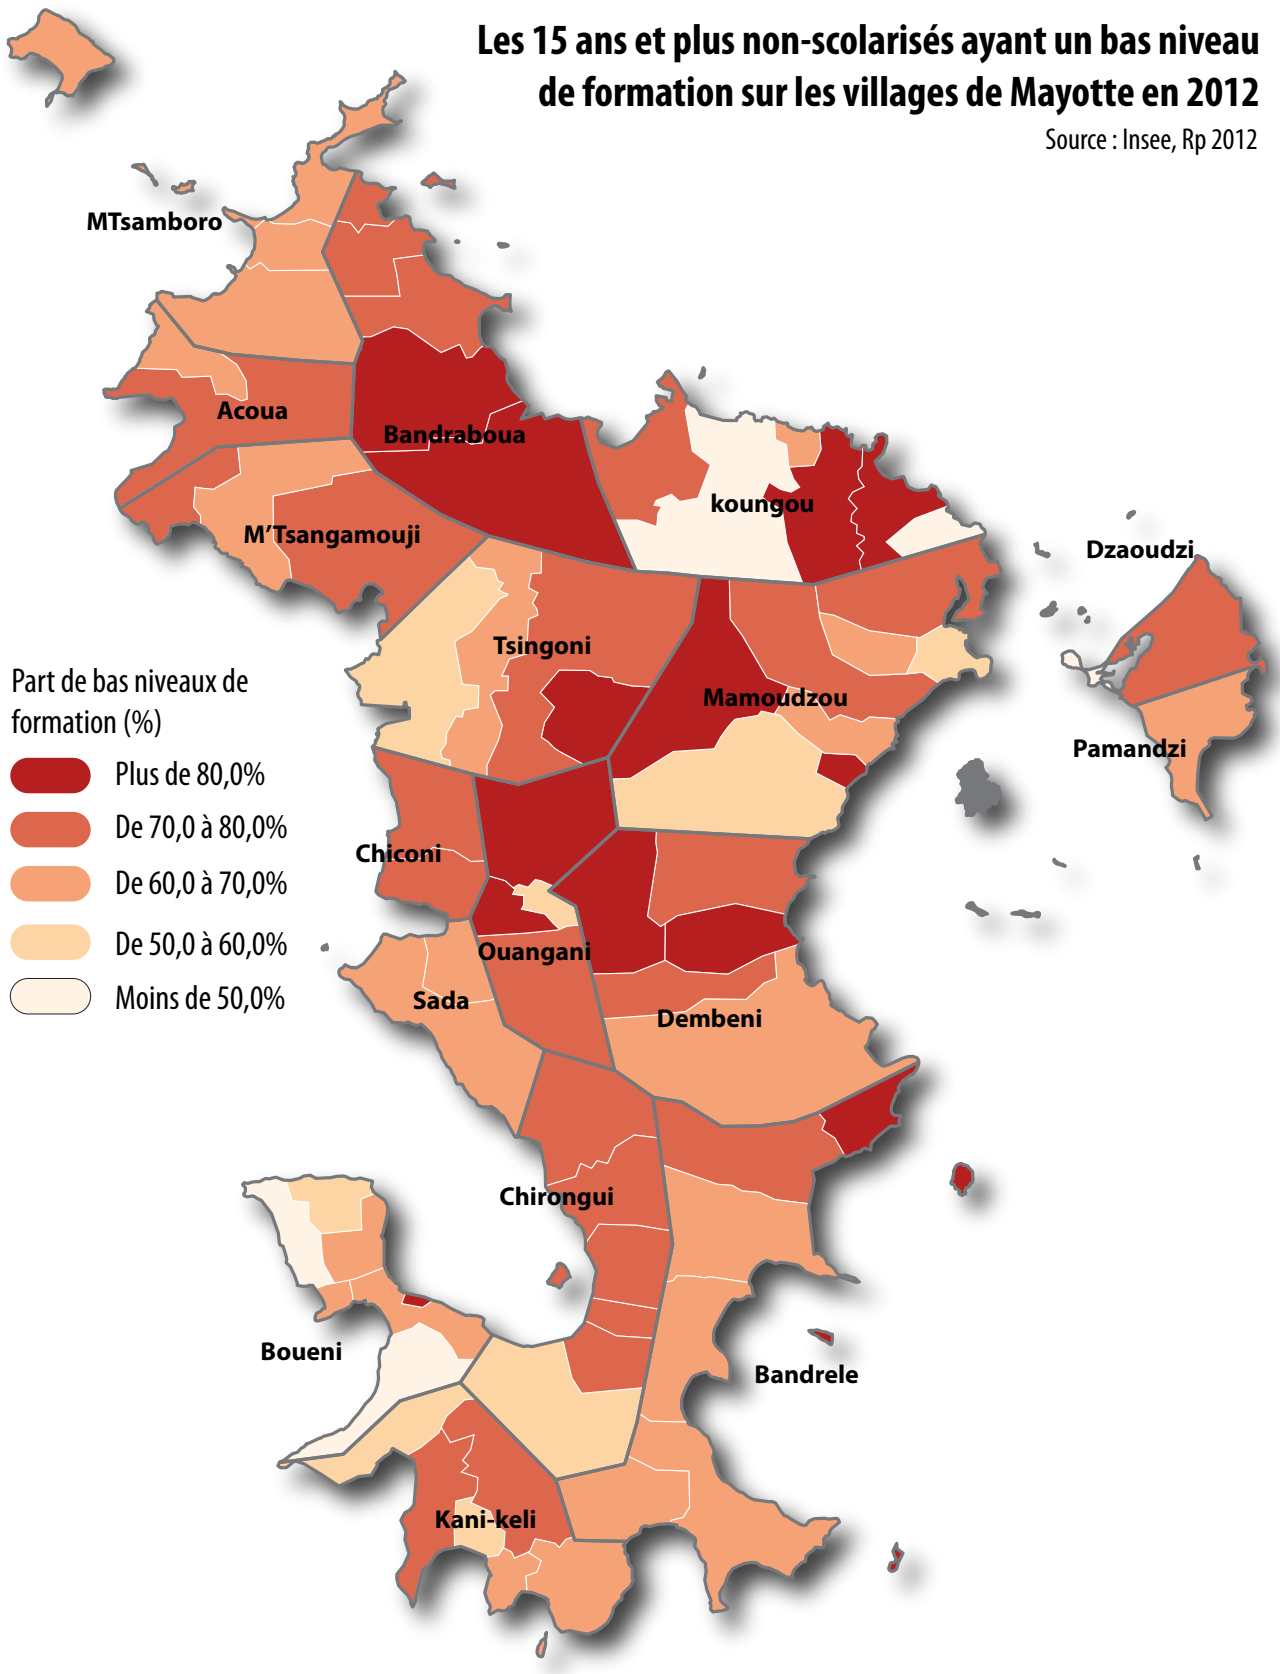 Les 15 ans et plus non-scolarisés ayant un bas niveau
de formation sur les villages de Mayotte en 2012
Source : Insee, Rp 2012
MTsamboro
Acoua
Bandraboua
koungou
M'Tsangamouji
Dzaoudzi
Tsingoni
Mamoudzou
Pamandzi
Part de bas niveaux de
formation (%)
Plus de 80,0%
De 70,0 à 80,0%
De 60,0 à 70,0%
De 50,0 à 60,0%
Moins de 50,0%
Chiconi
Ouangani
Sada
Dembeni
Chirongui
Boueni
Bandrele
Kani-keli